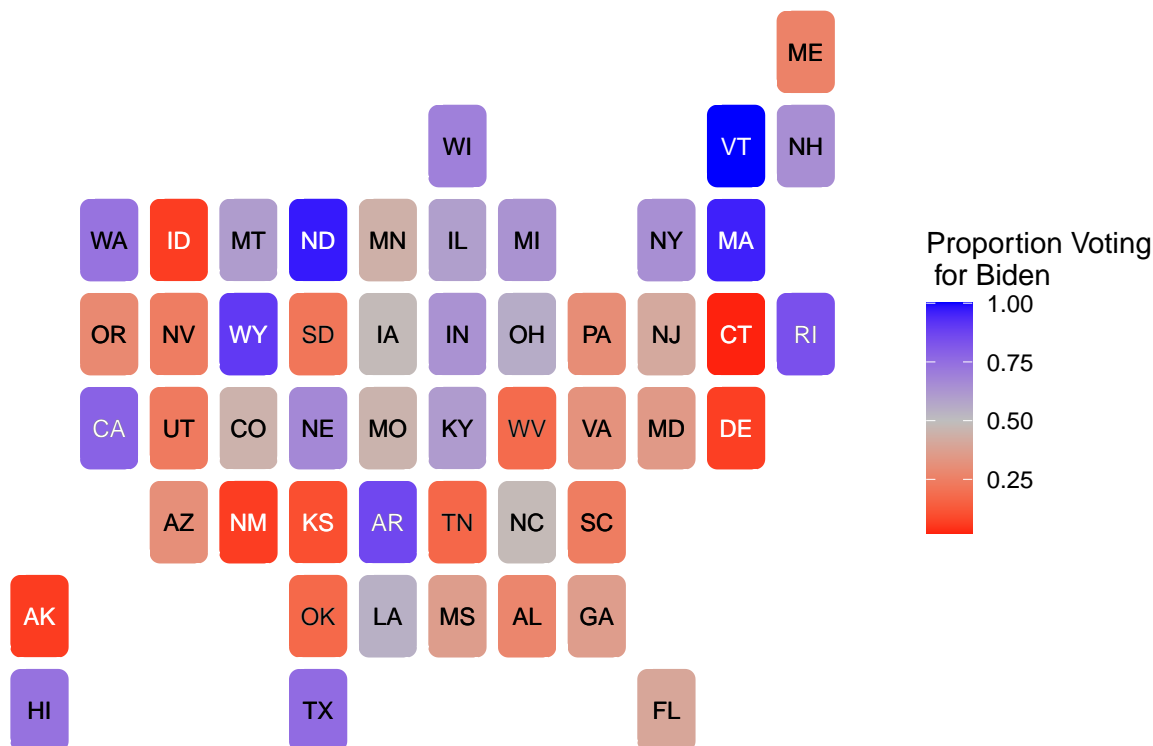 ME
WI VT NH
WA ID MT ND MN IL MI NY MA
OR NV WY SD IA IN OH PA NJ CT RI
CA UT CO NE MO KY WV VA MD DE
AZ NM KS AR TN NC SC
AK OK LA MS AL GA
HI TX FL
Proportion Voting
for Biden
1.00
0.75
0.50
0.25